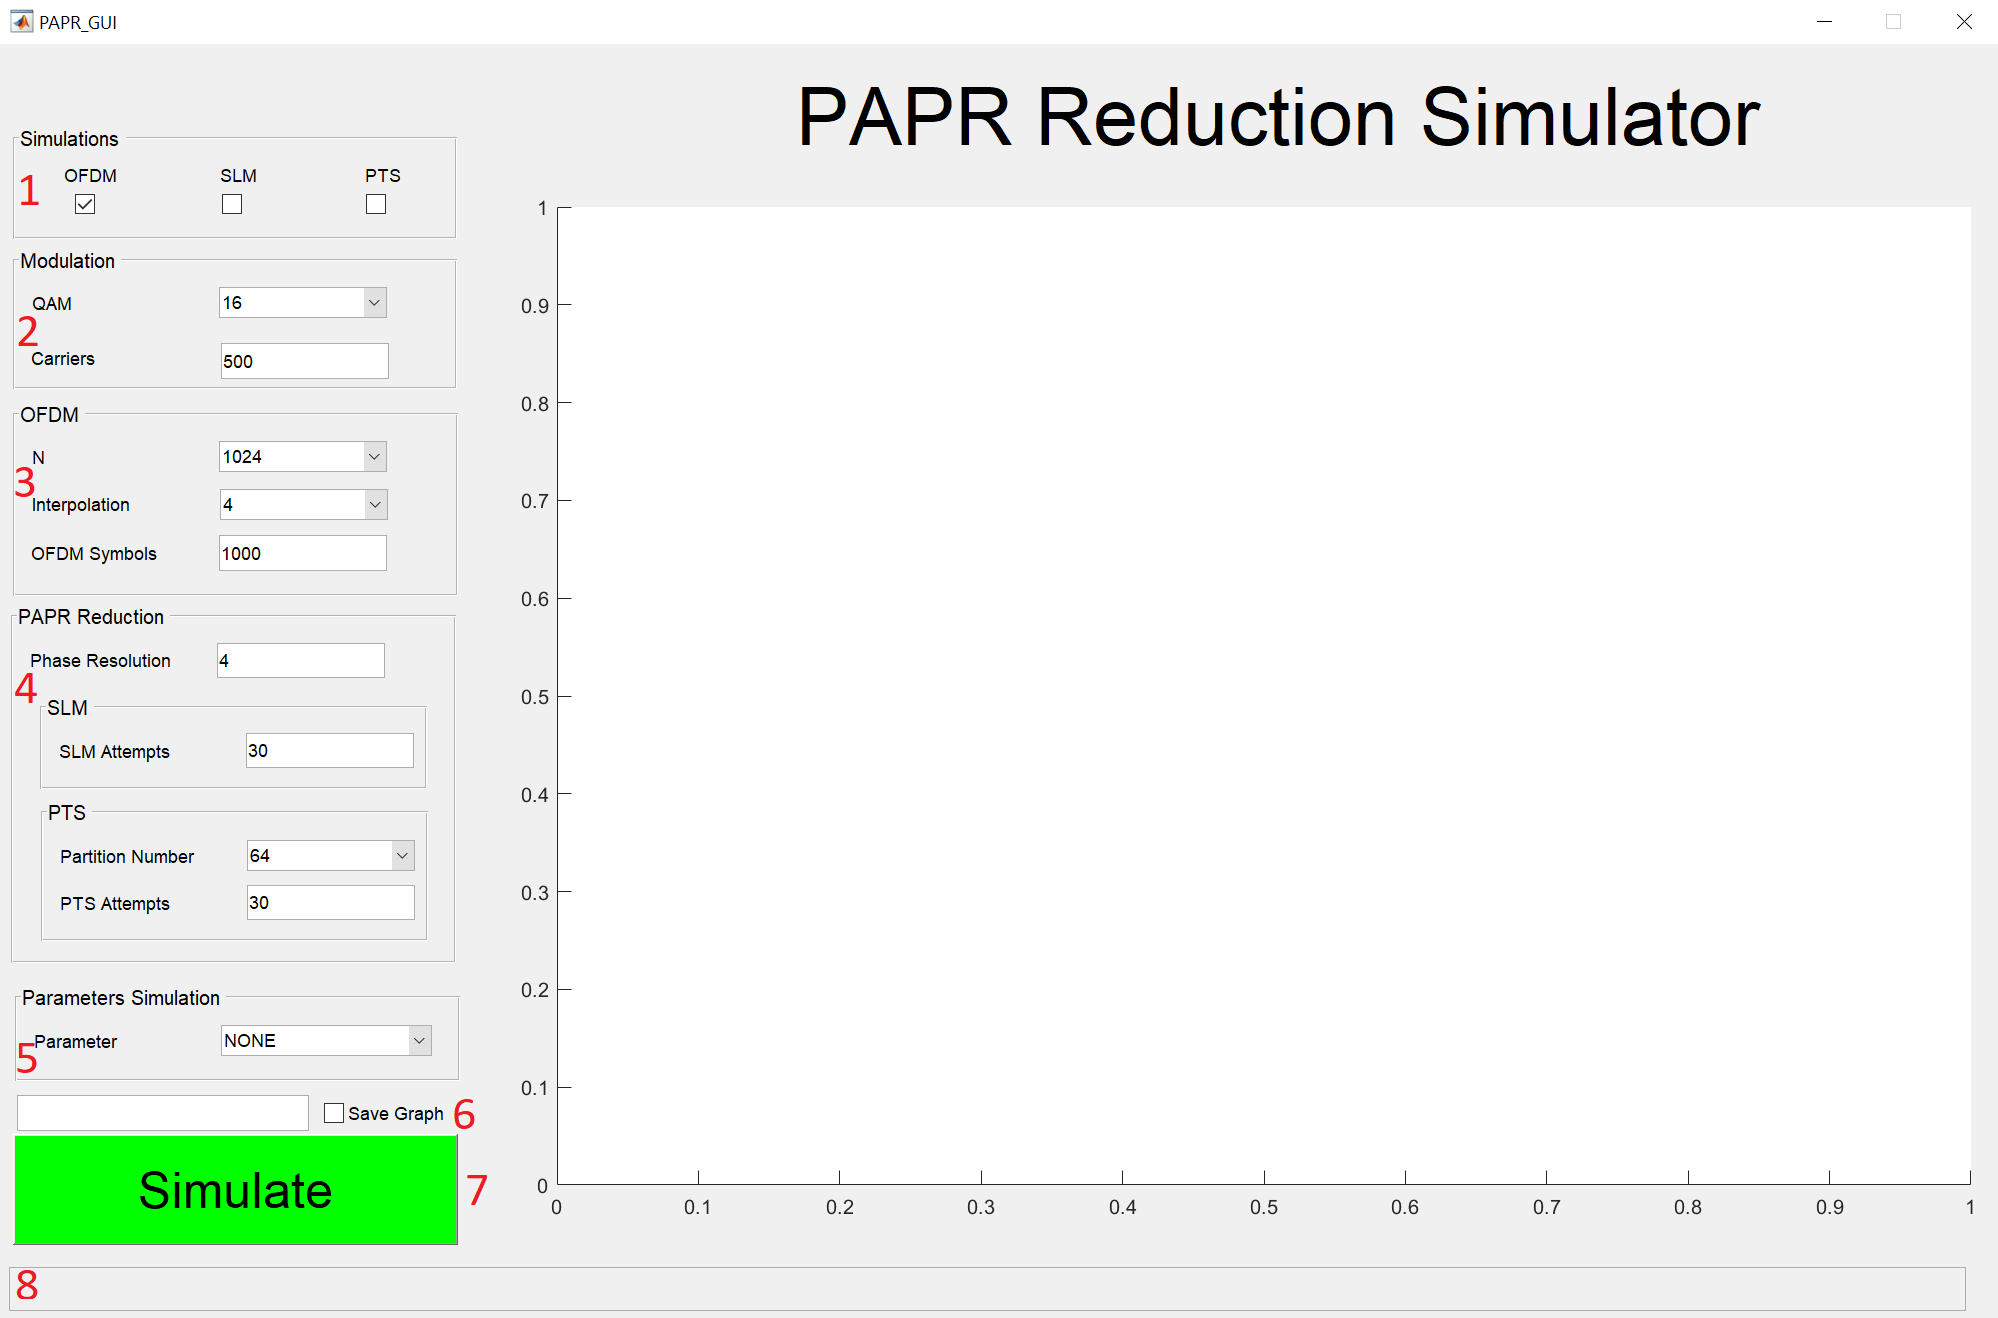 PAPR_GUI
PAPR Reduction Simulator
Simulations
1
OFDM SLM PTS
Modulation
QAM 16
2
Carriers 500
OFDM
N 1024
3
Interpolation 4
OFDM Symbols 1000
PAPR Reduction
Phase Resolution 4
4
SLM
SLM Attempts 30
PTS
Partition Number 64
PTS Attempts 30
Parameters Simulation
Parameter NONE
5
Save Graph 6
Simulate 7
8
1
0.9
0.8
0.7
0.6
0.5
0.4
0.3
0.2
0.1
0
0 0.1 0.2 0.3 0.4 0.5 0.6 0.7 0.8 0.9 1